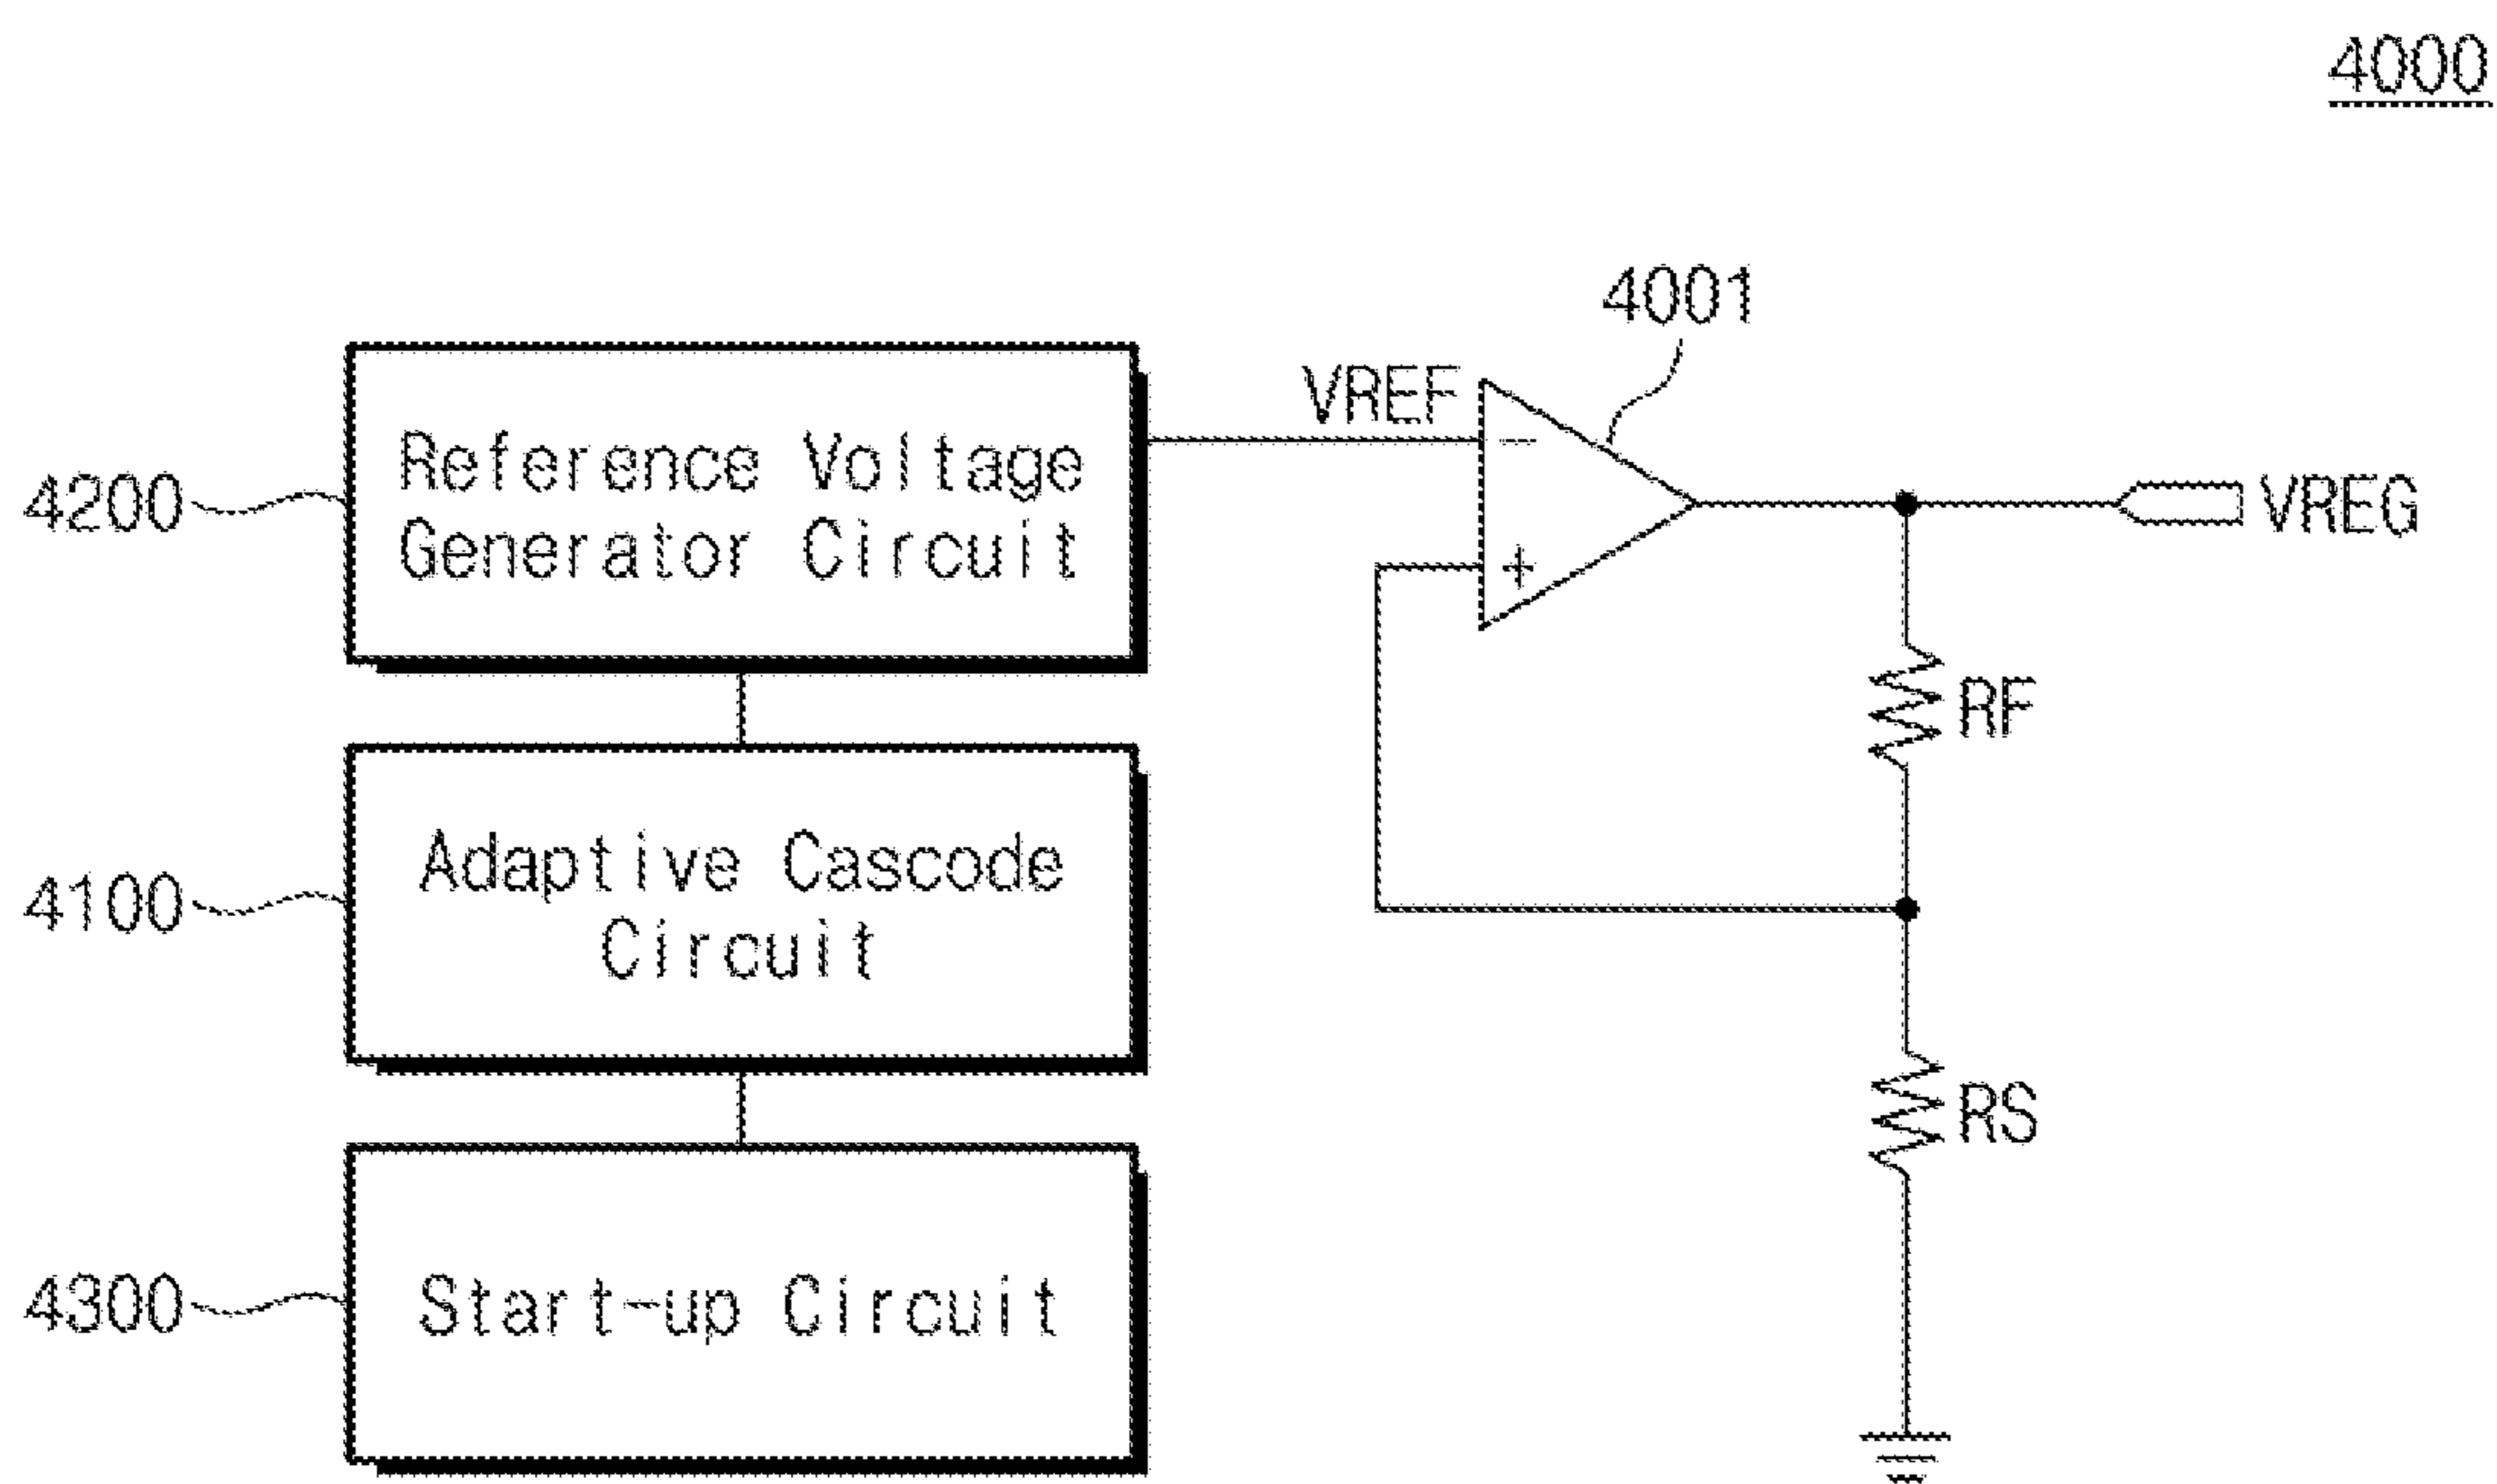 4000
4001
VREF
Reference Voltage
Generator Circuit
4200
−
+
VREG
RF
4100
Adaptive Cascode
Circuit
RS
4300
Start-up Circuit